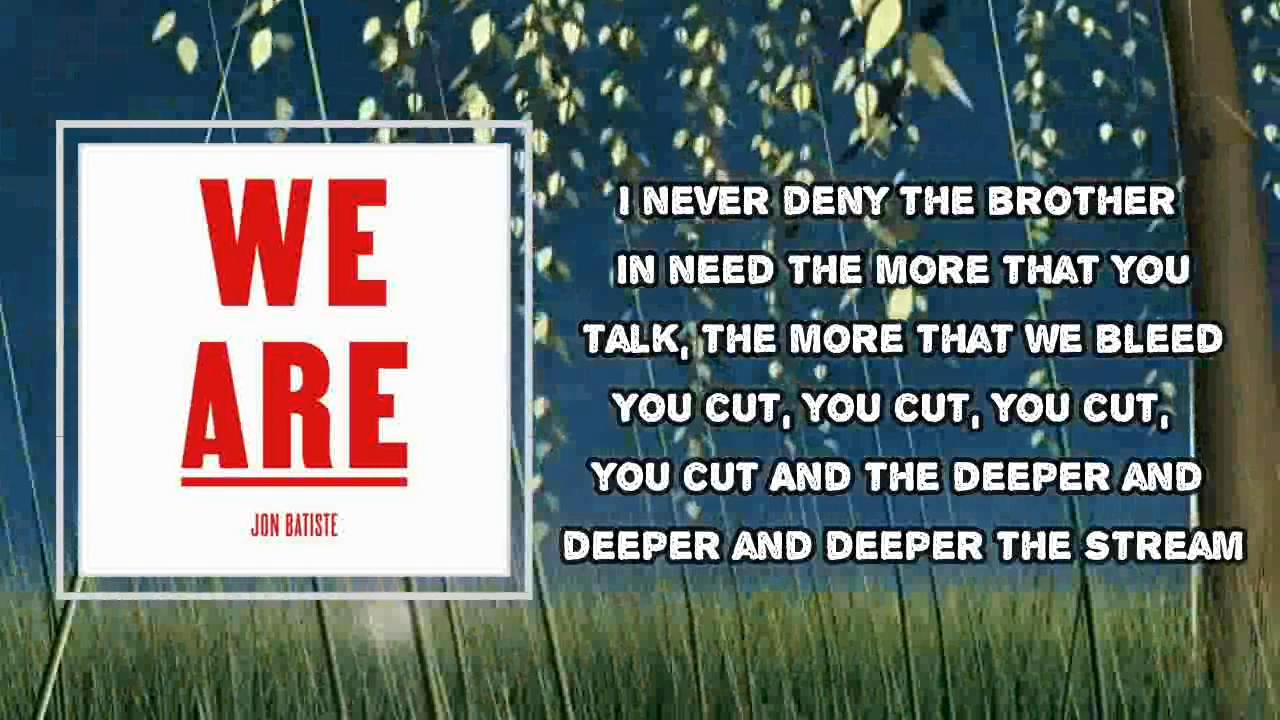 WE
ARE
JON BATISTE
I NEVER DENY THE BROTHER
IN NEED THE MORE THAT YOU
TALK, THE MORE THAT WE BLEED
YOU CUT, YOU CUT, YOU CUT,
YOU CUT AND THE DEEPER AND
DEEPER AND DEEPER THE STREAM